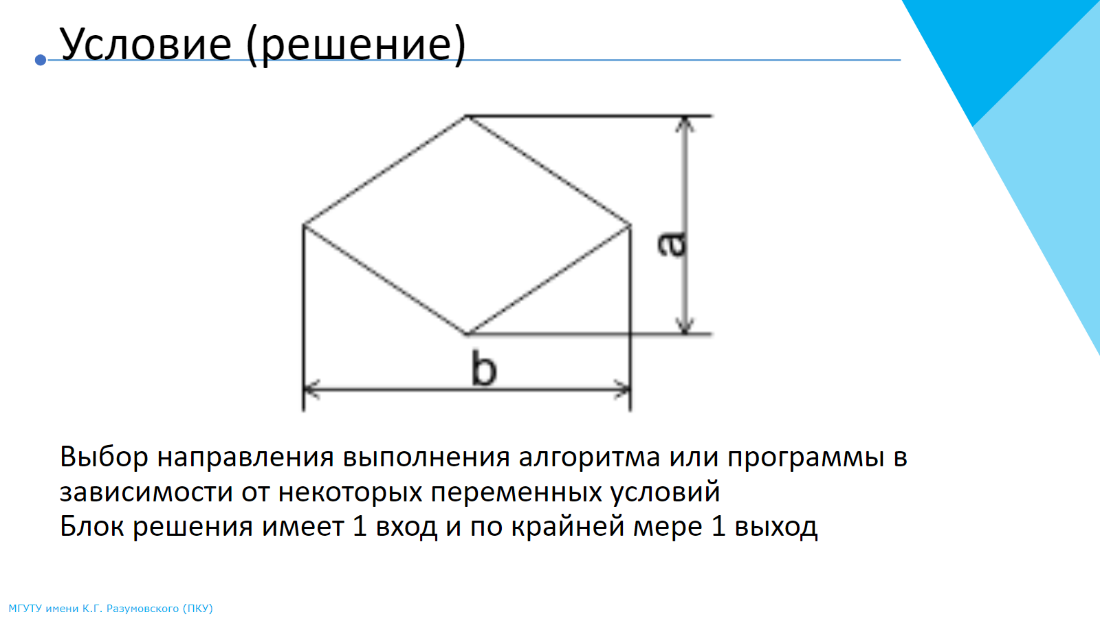 Условие (решение)
a
b
Выбор направления выполнения алгоритма или программы в
зависимости от некоторых переменных условий
Блок решения имеет 1 вход и по крайней мере 1 выход
МГУТУ имени К.Г. Разумовского (ПКУ)